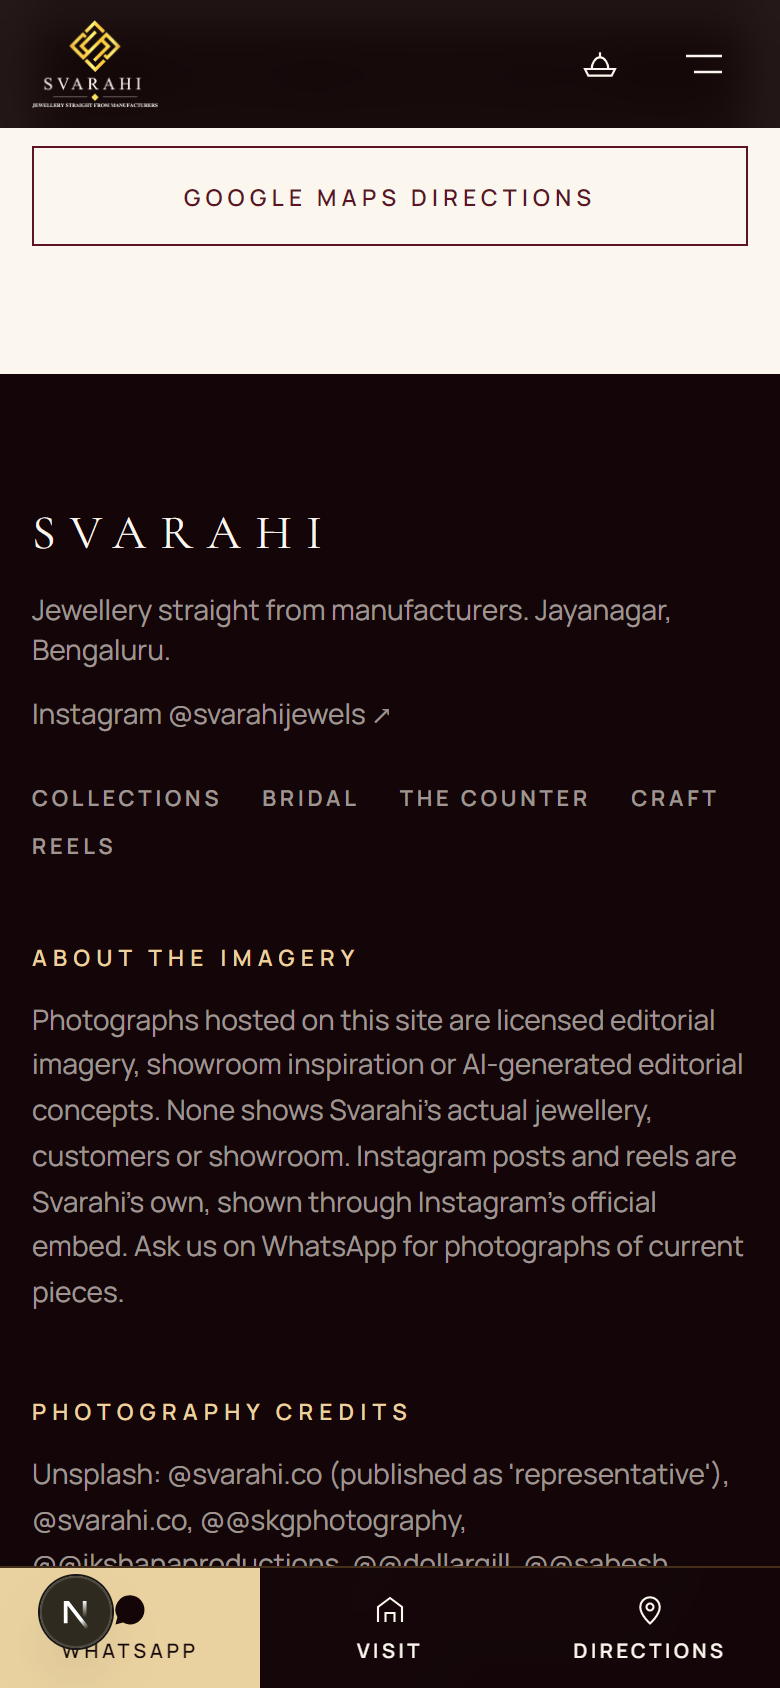 SVARAHI
JEWELLERY STRAIGHT FROM MANUFACTURERS
GOOGLE MAPS DIRECTIONS
SVARAHI
Jewellery straight from manufacturers. Jayanagar,
Bengaluru.
Instagram @svarahijewels ↗
COLLECTIONS BRIDAL THE COUNTER CRAFT
REELS
ABOUT THE IMAGERY
Photographs hosted on this site are licensed editorial
imagery, showroom inspiration or AI-generated editorial
concepts. None shows Svarahi’s actual jewellery,
customers or showroom. Instagram posts and reels are
Svarahi’s own, shown through Instagram’s official
embed. Ask us on WhatsApp for photographs of current
pieces.
PHOTOGRAPHY CREDITS
Unsplash: @svarahi.co (published as 'representative'),
@svarahi.co, @@skgphotography,
@@ikshanaproductions, @@dollargill, @@sabesh
N
WHATSAPP VISIT DIRECTIONS